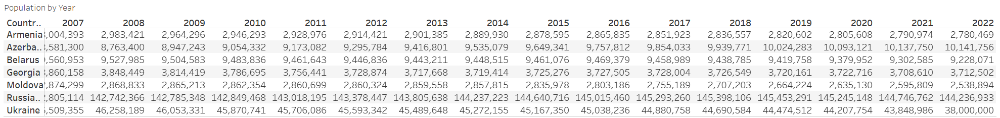 Population by Year
Countr.. 2007 2008 2009 2010 2011 2012 2013 2014 2015 2016 2017 2018 2019 2020 2021 2022
Armenia ,004,393 2,983,421 2,964,296 2,946,293 2,928,976 2,914,421 2,901,385 2,889,930 2,878,595 2,865,835 2,851,923 2,836,557 2,820,602 2,805,608 2,790,974 2,780,469
Azerba.. ,581,300 8,763,400 8,947,243 9,054,332 9,173,082 9,295,784 9,416,801 9,535,079 9,649,341 9,757,812 9,854,033 9,939,771 10,024,283 10,093,121 10,137,750 10,141,756
Belarus ,560,953 9,527,985 9,504,583 9,483,836 9,461,643 9,446,836 9,443,211 9,448,515 9,461,076 9,469,379 9,458,989 9,438,785 9,419,758 9,379,952 9,302,585 9,228,071
Georgia ,860,158 3,848,449 3,814,419 3,786,695 3,756,441 3,728,874 3,717,668 3,719,414 3,725,276 3,727,505 3,728,004 3,726,549 3,720,161 3,722,716 3,708,610 3,712,502
Moldova ,874,299 2,868,833 2,865,213 2,862,354 2,860,699 2,860,324 2,859,558 2,857,815 2,835,978 2,803,186 2,755,189 2,707,203 2,664,224 2,635,130 2,595,809 2,538,894
Russia.. ,805,114 142,742,366 142,785,348 142,849,468 143,018,195 143,378,447 143,805,638 144,237,223 144,640,716 145,015,460 145,293,260 145,398,106 145,453,291 145,245,148 144,746,762 144,236,933
Ukraine ,509,355 46,258,189 46,053,331 45,870,741 45,706,086 45,593,342 45,489,648 45,272,155 45,167,350 45,038,236 44,880,758 44,690,584 44,474,512 44,207,754 43,848,986 38,000,000